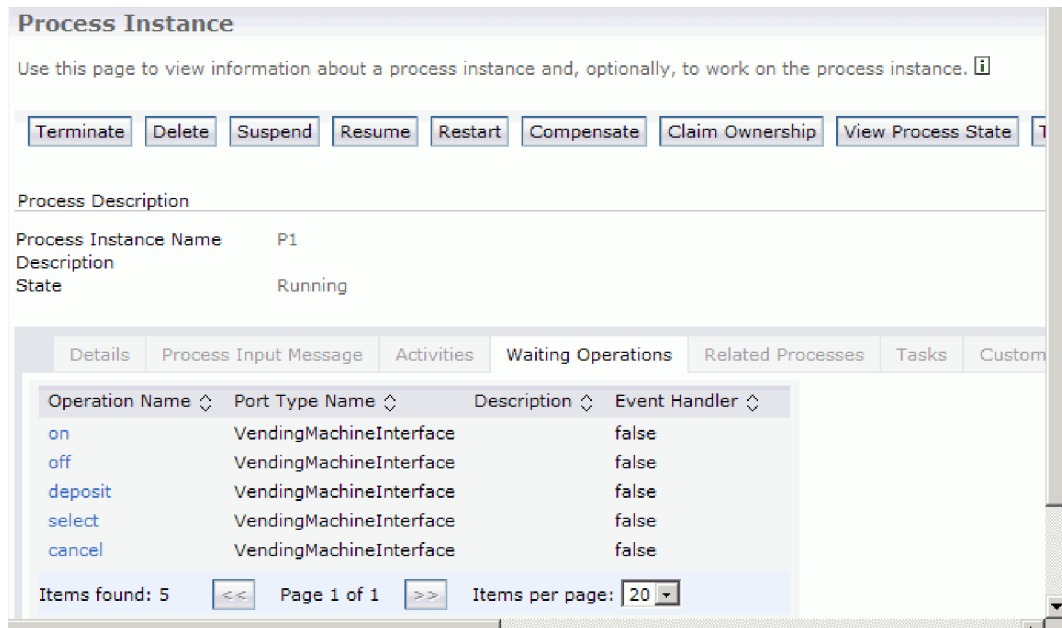 Process Instance
Use this page to view information about a process instance and, optionally, to work on the process instance. i
Terminate Delete Suspend Resume Restart Compensate Claim Ownership View Process State T
Process Description
Process Instance Name P1
Description
State Running
Details Process Input Message Activities Waiting Operations Related Processes Tasks Custom
Operation Name Port Type Name Description Event Handler
on VendingMachineInterface false
off VendingMachineInterface false
deposit VendingMachineInterface false
select VendingMachineInterface false
cancel VendingMachineInterface false
Items found: 5 << Page 1 of 1 >> Items per page: 20